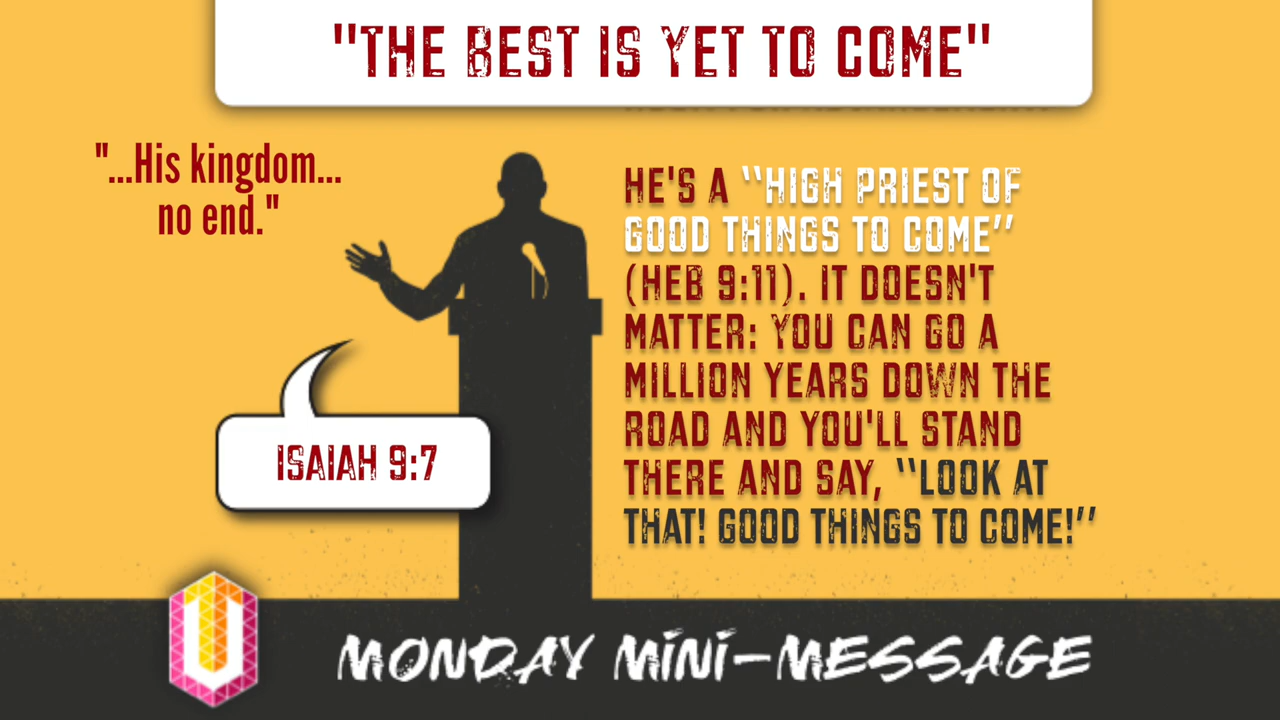 "THE BEST IS YET TO COME"
"...His kingdom...
no end."
HE'S A “HIGH PRIEST OF
GOOD THINGS TO COME”
(HEB 9:11). IT DOESN'T
MATTER: YOU CAN GO A
MILLION YEARS DOWN THE
ROAD AND YOU'LL STAND
THERE AND SAY, “LOOK AT
THAT! GOOD THINGS TO COME!”
ISAIAH 9:7
U
MONDAY MINI-MESSAGE